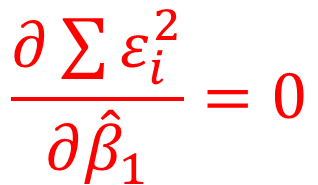 ∂ ∑ ε_i^2 / ∂β̂_1 = 0